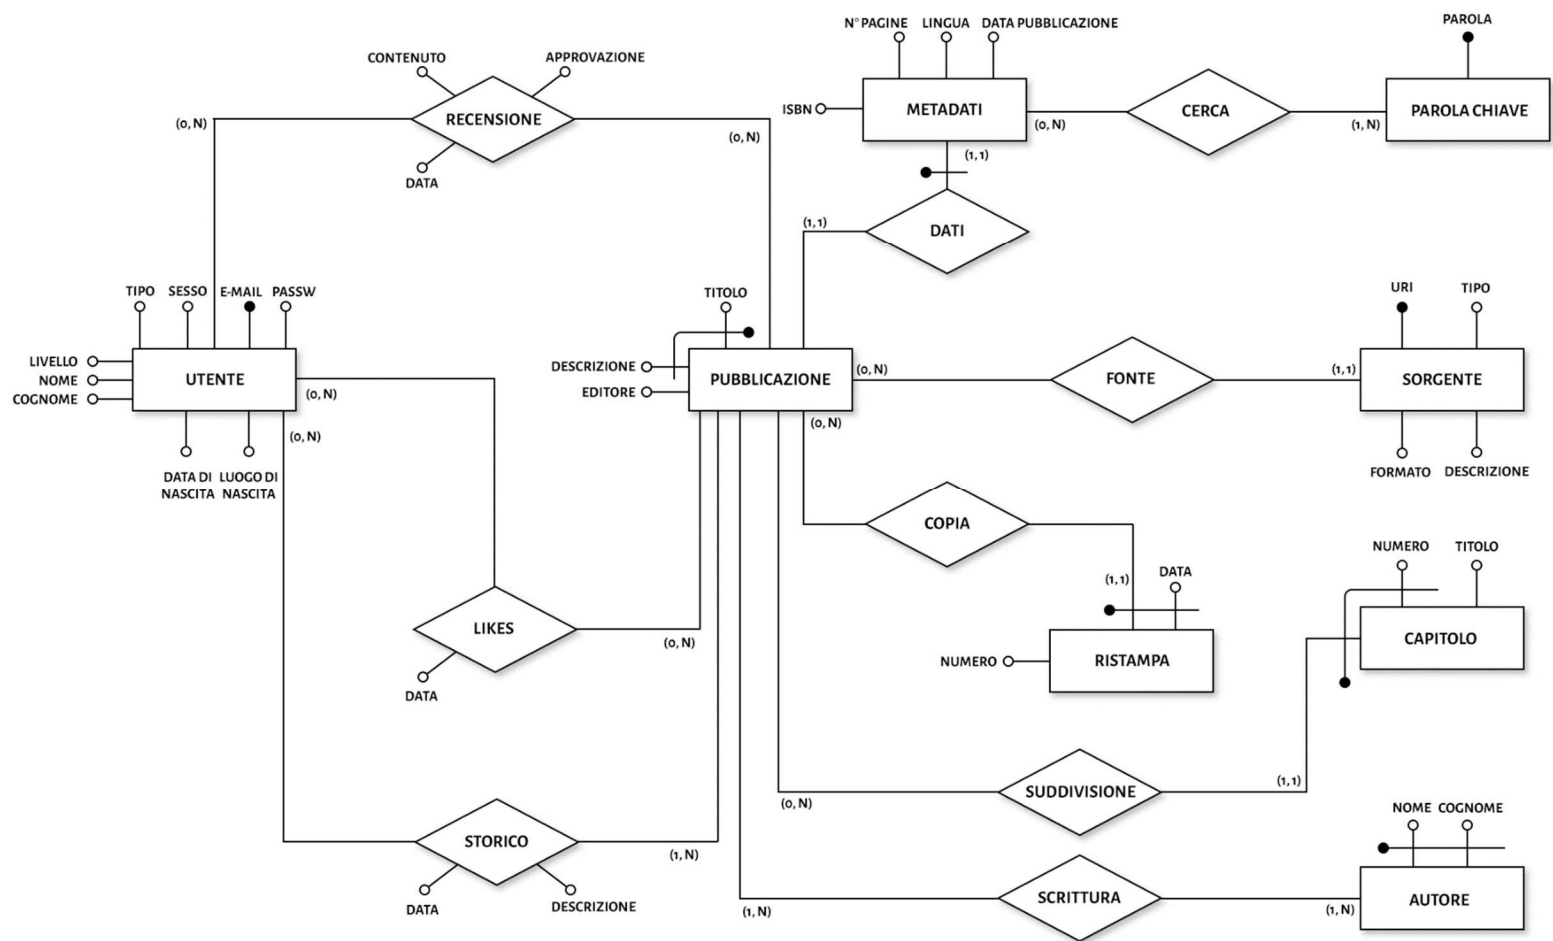 N° PAGINE LINGUA DATA PUBBLICAZIONE
PAROLA
CONTENUTO APPROVAZIONE
RECENSIONE
(0, N) (0, N)
DATA
ISBN METADATI (0, N) CERCA (1, N) PAROLA CHIAVE
(1, 1)
(1, 1) DATI
TIPO SESSO E-MAIL PASSW
LIVELLO
NOME
COGNOME
UTENTE
(0, N)
(0, N)
DATA DI
NASCITA
LUOGO DI
NASCITA
TITOLO
DESCRIZIONE
EDITORE
PUBBLICAZIONE
(0, N) FONTE (1, 1)
(0, N)
URI TIPO
SORGENTE
FORMATO DESCRIZIONE
COPIA
(1, 1) DATA
NUMERO RISTAMPA
NUMERO TITOLO
CAPITOLO
LIKES (0, N)
DATA
(0, N) SUDDIVISIONE (1, 1)
STORICO (1, N)
DATA DESCRIZIONE
NOME COGNOME
(1, N) SCRITTURA (1, N) AUTORE